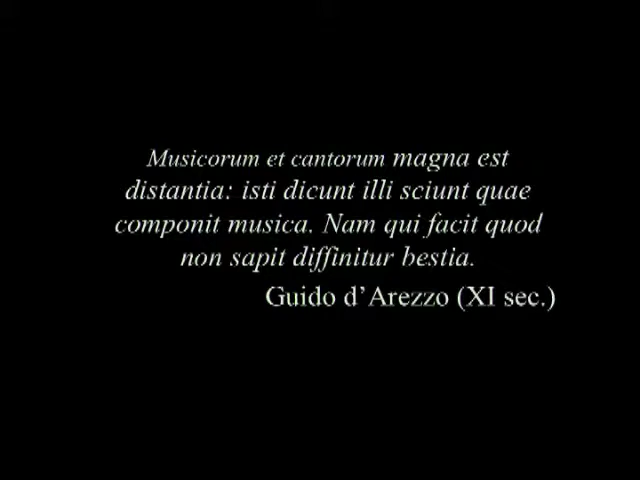 Musicorum et cantorum magna est
distantia: isti dicunt illi sciunt quae
componit musica. Nam qui facit quod
non sapit diffinitur bestia.
Guido d’Arezzo (XI sec.)